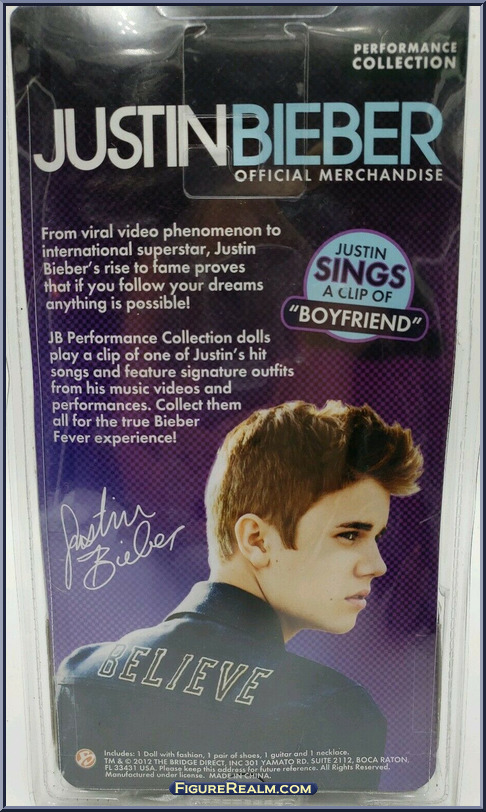 PERFORMANCE
COLLECTION
JUSTINBIEBER
OFFICIAL MERCHANDISE
From viral video phenomenon to
international superstar, Justin
Bieber's rise to fame proves
that if you follow your dreams
anything is possible!
JUSTIN
SINGS
A CLIP OF
"BOYFRIEND"
JB Performance Collection dolls
play a clip of one of Justin's hit
songs and feature signature outfits
from his music videos and
performances. Collect them
all for the true Bieber
Fever experience!
Justin
Bieber
BELIEVE
Includes: 1 Doll with fashion, 1 pair of shoes, 1 guitar and 1 necklace.
TM & © 2012 THE BRIDGE DIRECT, INC 301 YAMATO RD. SUITE 2112, BOCA RATON,
FL 33431 USA. Please keep this address for future reference. All Rights Reserved.
Manufactured under license. MADE IN CHINA.
FIGUREREALM.COM